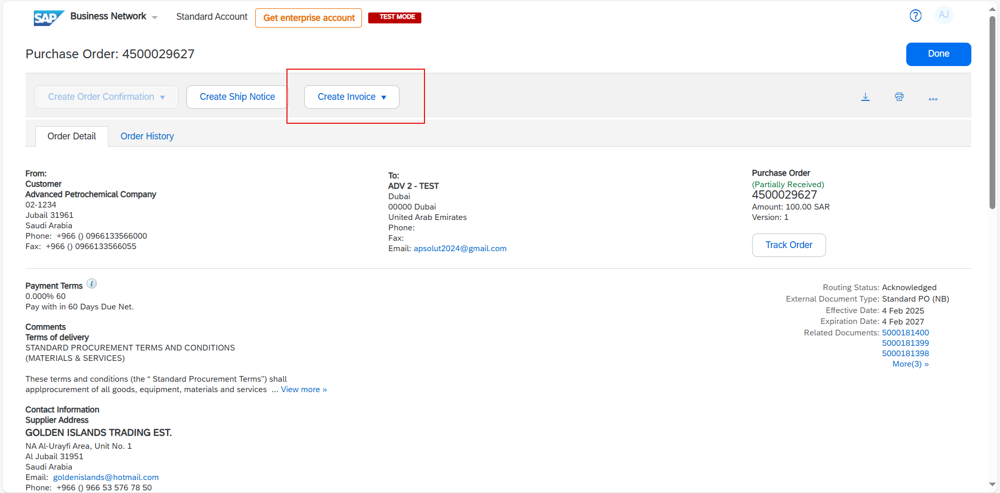 SAP Business Network Standard Account Get enterprise account TEST MODE ? AJ
Purchase Order: 4500029627 Done
Create Order Confirmation Create Ship Notice Create Invoice ...
Order Detail Order History
From:
Customer
Advanced Petrochemical Company
02-1234
Jubail 31961
Saudi Arabia
Phone: +966 () 0966133566000
Fax: +966 () 0966133566055
To:
ADV 2 - TEST
Dubai
00000 Dubai
United Arab Emirates
Phone:
Fax:
Email: apsolut2024@gmail.com
Purchase Order
(Partially Received)
4500029627
Amount: 100.00 SAR
Version: 1
Track Order
Payment Terms i
0.000% 60
Pay with in 60 Days Due Net.
Routing Status: Acknowledged
External Document Type: Standard PO (NB)
Effective Date: 4 Feb 2025
Expiration Date: 4 Feb 2027
Related Documents: 5000181400
5000181399
5000181398
More(3) »
Comments
Terms of delivery
STANDARD PROCUREMENT TERMS AND CONDITIONS
(MATERIALS & SERVICES)
These terms and conditions (the “ Standard Procurement Terms”) shall
applprocurement of all goods, equipment, materials and services ... View more »
Contact Information
Supplier Address
GOLDEN ISLANDS TRADING EST.
NA Al-Urayfi Area, Unit No. 1
Al Jubail 31951
Saudi Arabia
Email: goldenislands@hotmail.com
Phone: +966 () 966 53 576 78 50